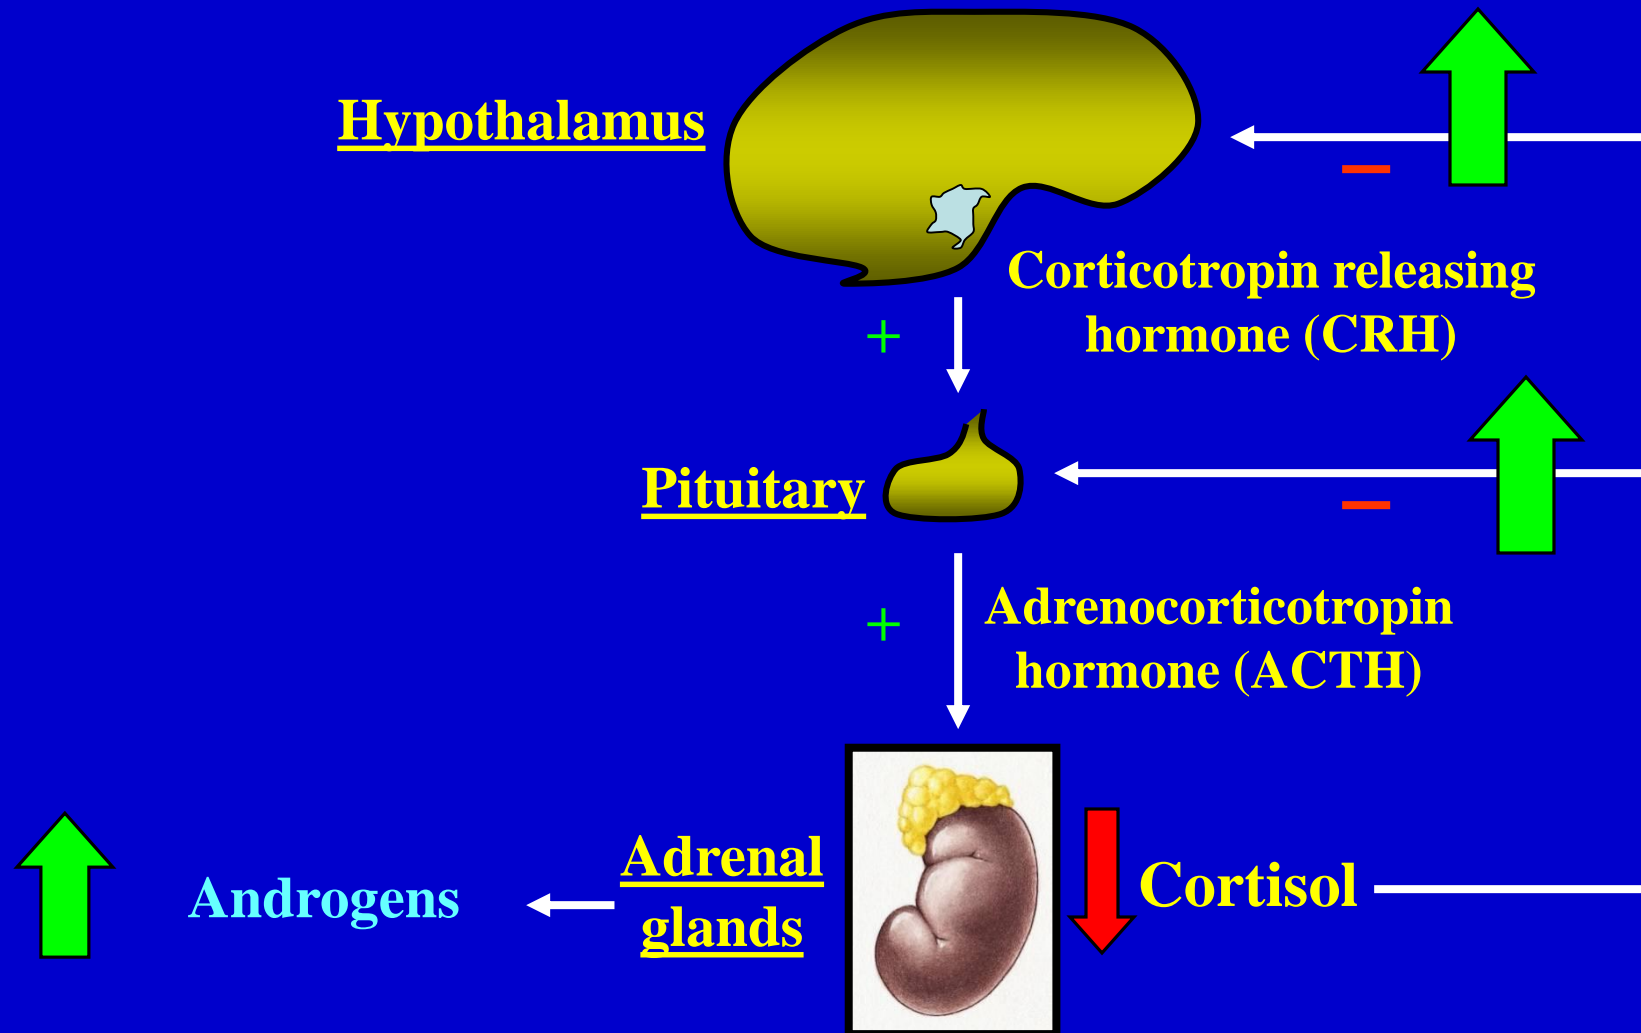 Hypothalamus
–
Corticotropin releasing
hormone (CRH)
+
Pituitary
–
Adrenocorticotropin
hormone (ACTH)
+
Adrenal
glands
Androgens
Cortisol